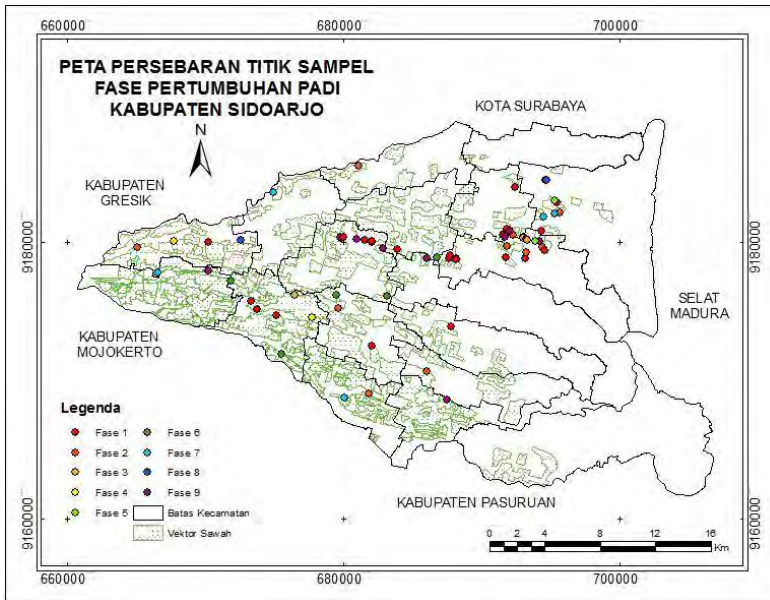 660000 680000 700000
PETA PERSEBARAN TITIK SAMPEL
FASE PERTUMBUHAN PADI
KABUPATEN SIDOARJO
N
KOTA SURABAYA
KABUPATEN
GRESIK
9180000
9180000
SELAT
MADURA
KABUPATEN
MOJOKERTO
Legenda
Fase 1
Fase 2
Fase 3
Fase 4
Fase 5
Fase 6
Fase 7
Fase 8
Fase 9
Batas Kecamatan
Vektor Sawah
KABUPATEN PASURUAN
9160000
9160000
0 2 4 8 12 16
Km
660000 680000 700000